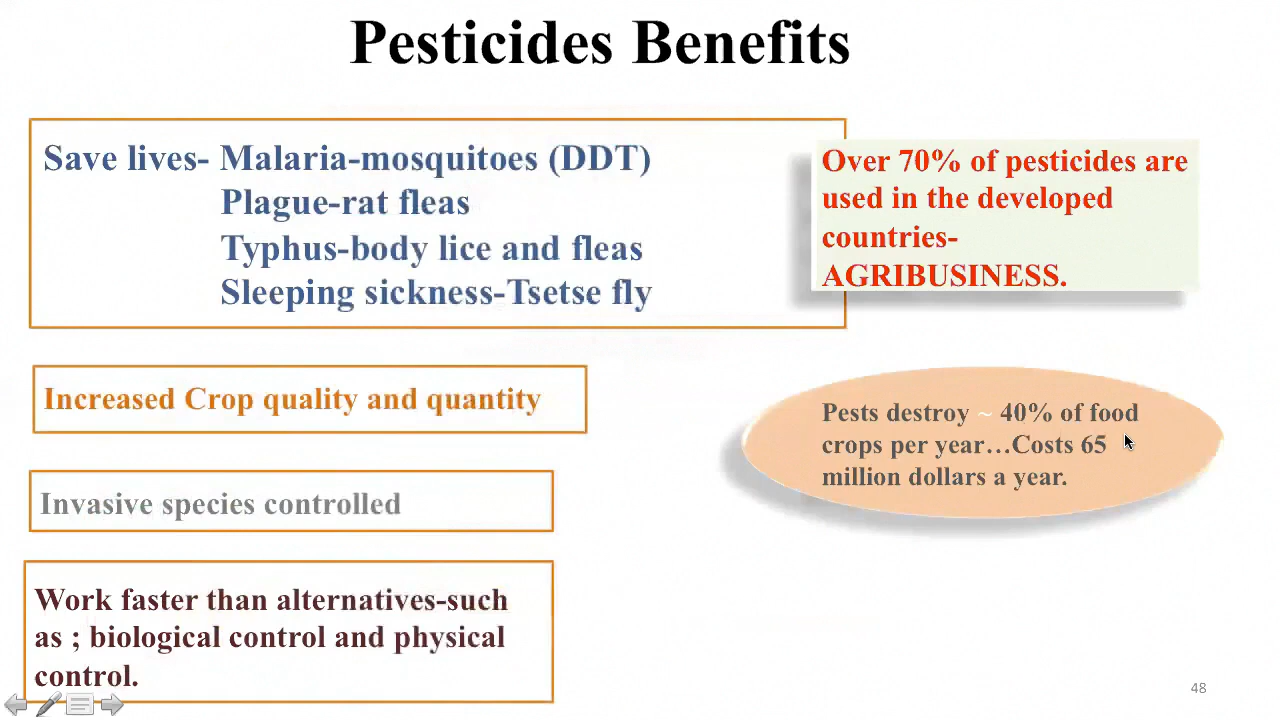 Pesticides Benefits
Save lives- Malaria-mosquitoes (DDT)
Plague-rat fleas
Typhus-body lice and fleas
Sleeping sickness-Tsetse fly
Over 70% of pesticides are
used in the developed
countries-
AGRIBUSINESS.
Increased Crop quality and quantity
Pests destroy ~ 40% of food
crops per year…Costs 65
million dollars a year.
Invasive species controlled
Work faster than alternatives-such
as ; biological control and physical
control.
48